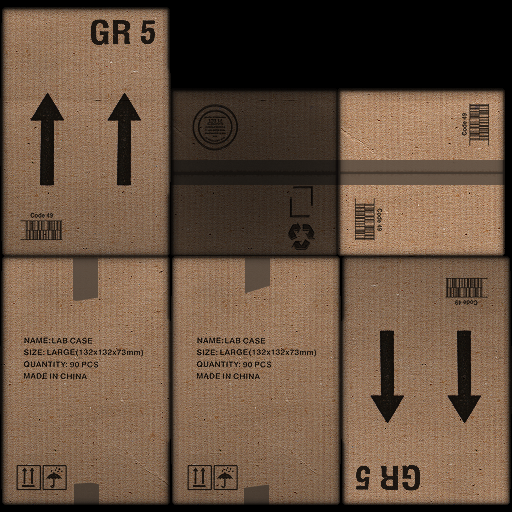 GR 5
Code 49
Code 49
Code 49
NAME:LAB CASE
SIZE: LARGE(132x132x73mm)
QUANTITY: 90 PCS
MADE IN CHINA
NAME:LAB CASE
SIZE: LARGE(132x132x73mm)
QUANTITY: 90 PCS
MADE IN CHINA
Code 49
GR 5